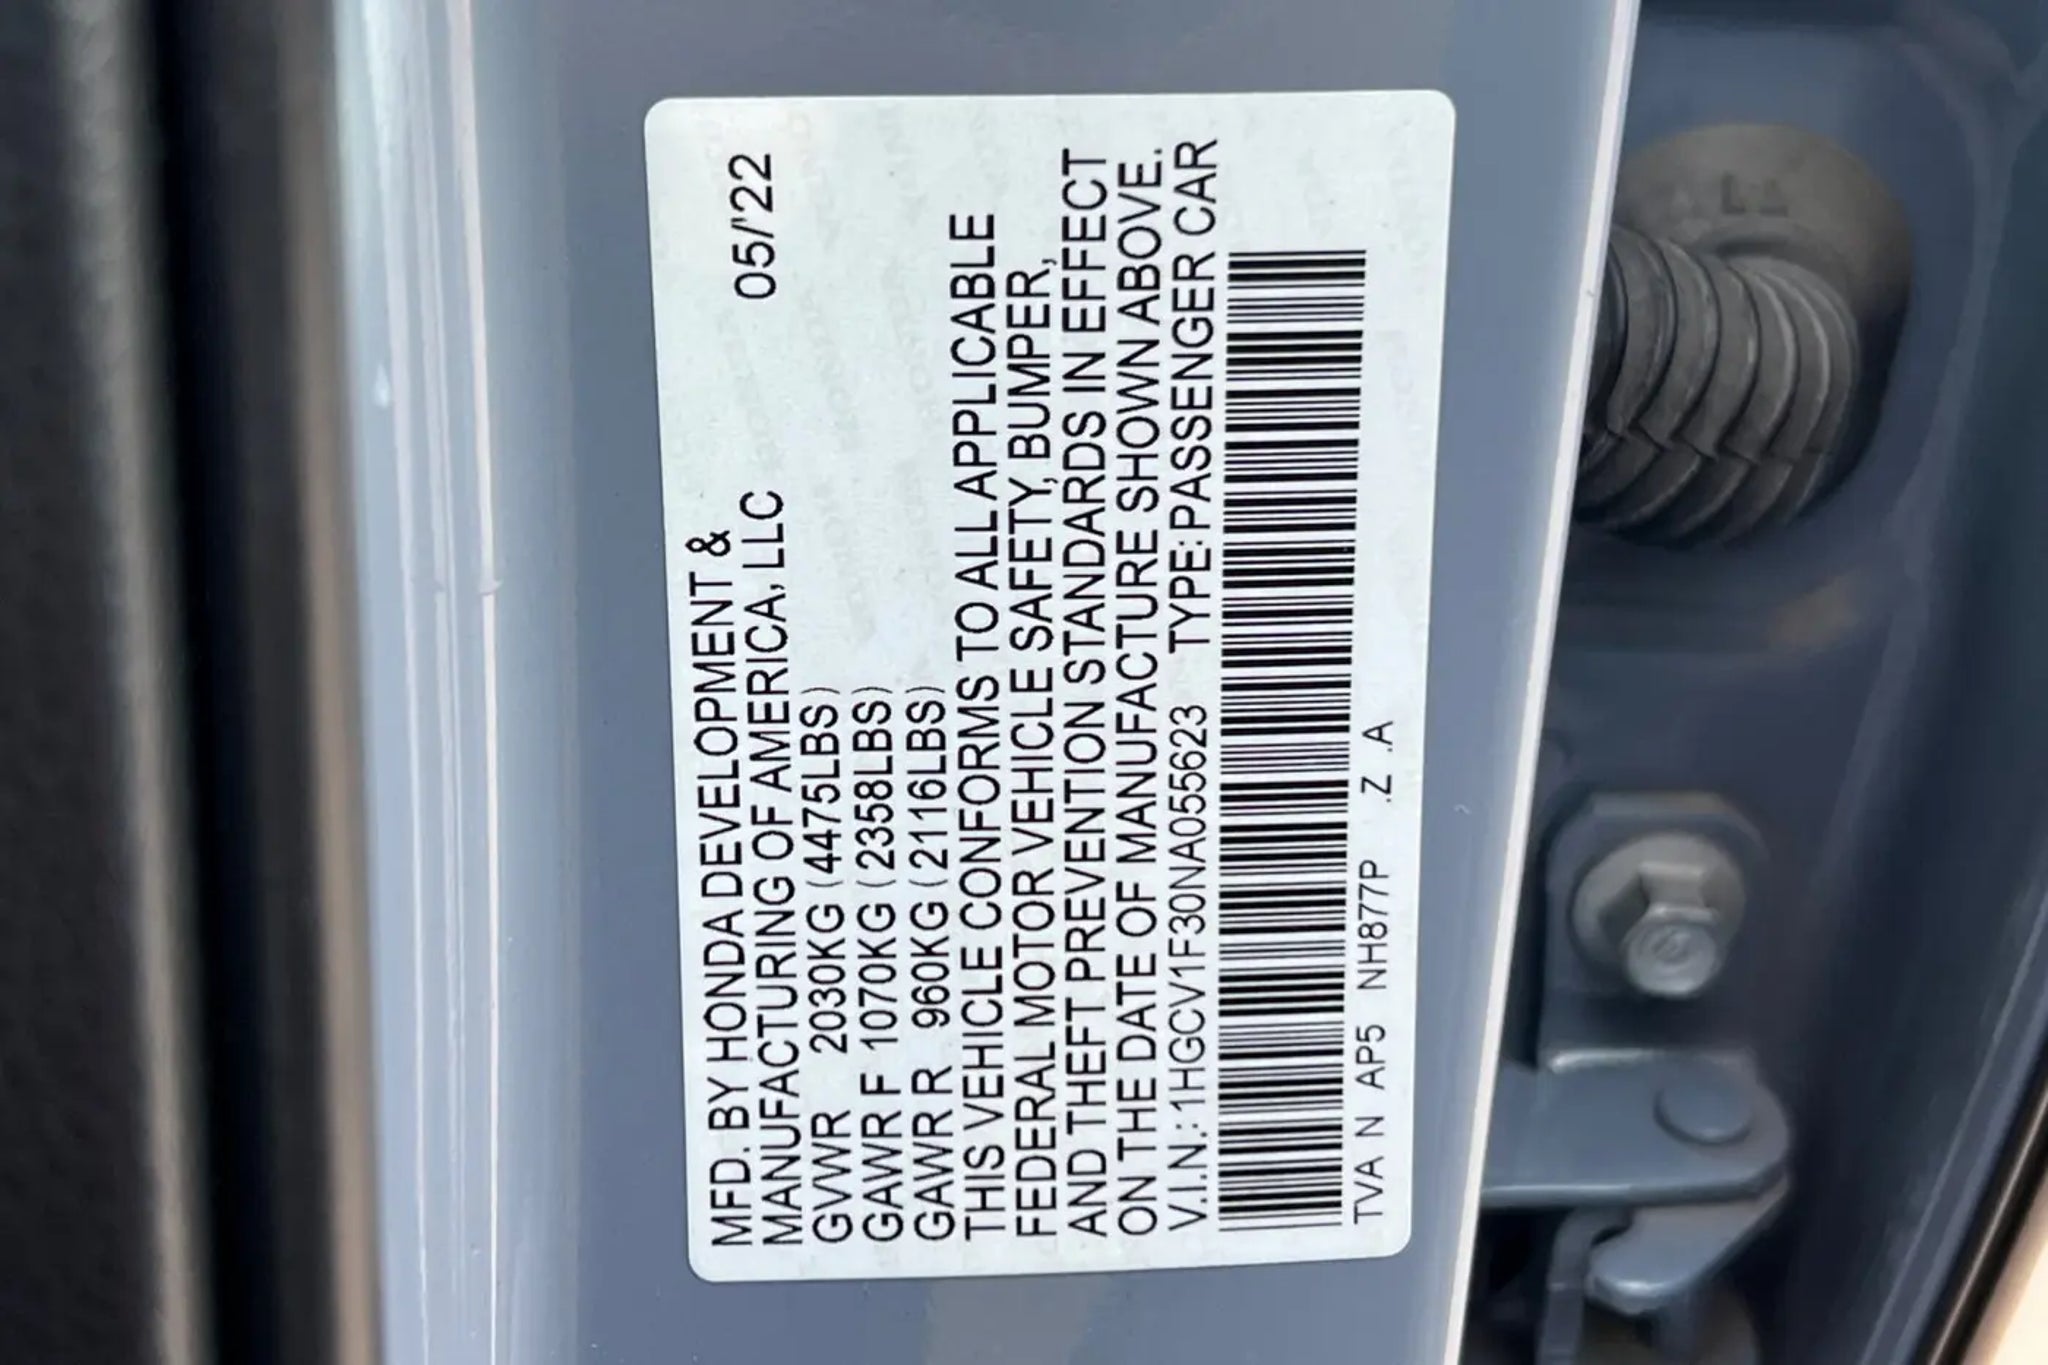 MFD. BY HONDA DEVELOPMENT & 05/'22
MANUFACTURING OF AMERICA, LLC
GVWR 2030KG (4475LBS)
GAWR F 1070KG (2358LBS)
GAWR R 960KG (2116LBS)
THIS VEHICLE CONFORMS TO ALL APPLICABLE
FEDERAL MOTOR VEHICLE SAFETY, BUMPER,
AND THEFT PREVENTION STANDARDS IN EFFECT
ON THE DATE OF MANUFACTURE SHOWN ABOVE.
V.I.N.: 1HGCV1F30NA055623 TYPE: PASSENGER CAR
TVA N AP5 NH877P .Z .A